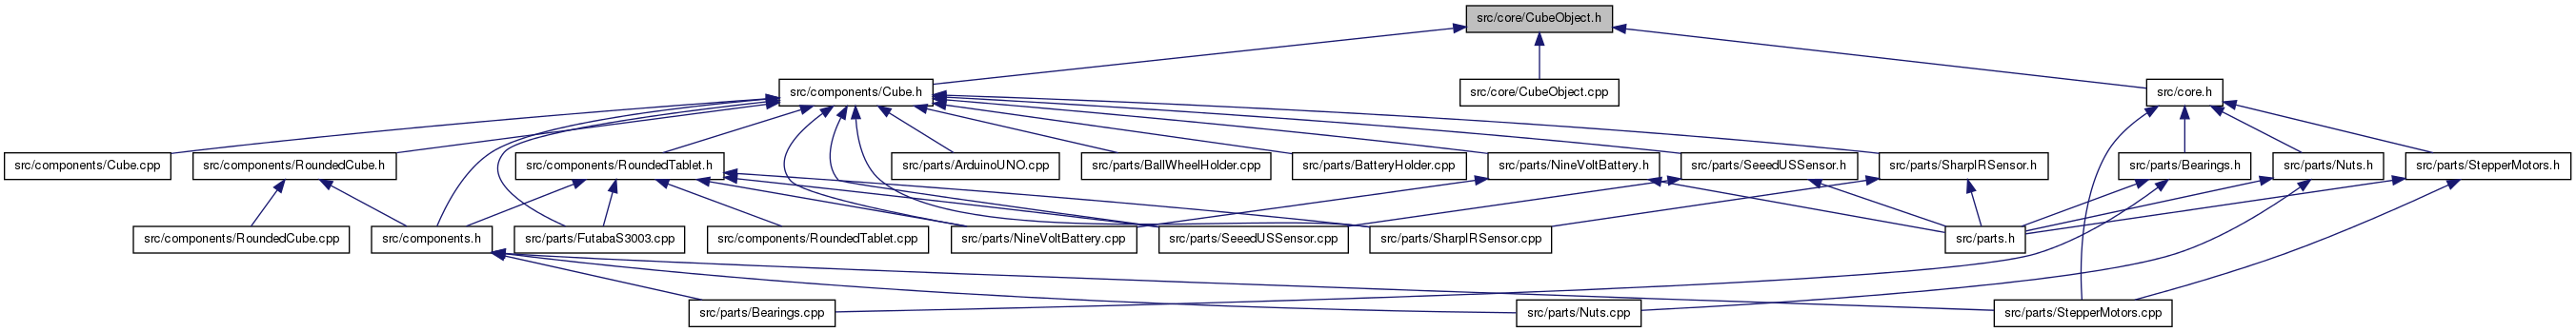 src/core/CubeObject.h
src/components/Cube.h
src/core/CubeObject.cpp
src/core.h
src/components/Cube.cpp
src/components/RoundedCube.h
src/components/RoundedTablet.h
src/parts/ArduinoUNO.cpp
src/parts/BallWheelHolder.cpp
src/parts/BatteryHolder.cpp
src/parts/NineVoltBattery.h
src/parts/SeeedUSSensor.h
src/parts/SharpIRSensor.h
src/parts/Bearings.h
src/parts/Nuts.h
src/parts/StepperMotors.h
src/components/RoundedCube.cpp
src/components.h
src/parts/FutabaS3003.cpp
src/components/RoundedTablet.cpp
src/parts/NineVoltBattery.cpp
src/parts/SeeedUSSensor.cpp
src/parts/SharpIRSensor.cpp
src/parts.h
src/parts/Bearings.cpp
src/parts/Nuts.cpp
src/parts/StepperMotors.cpp